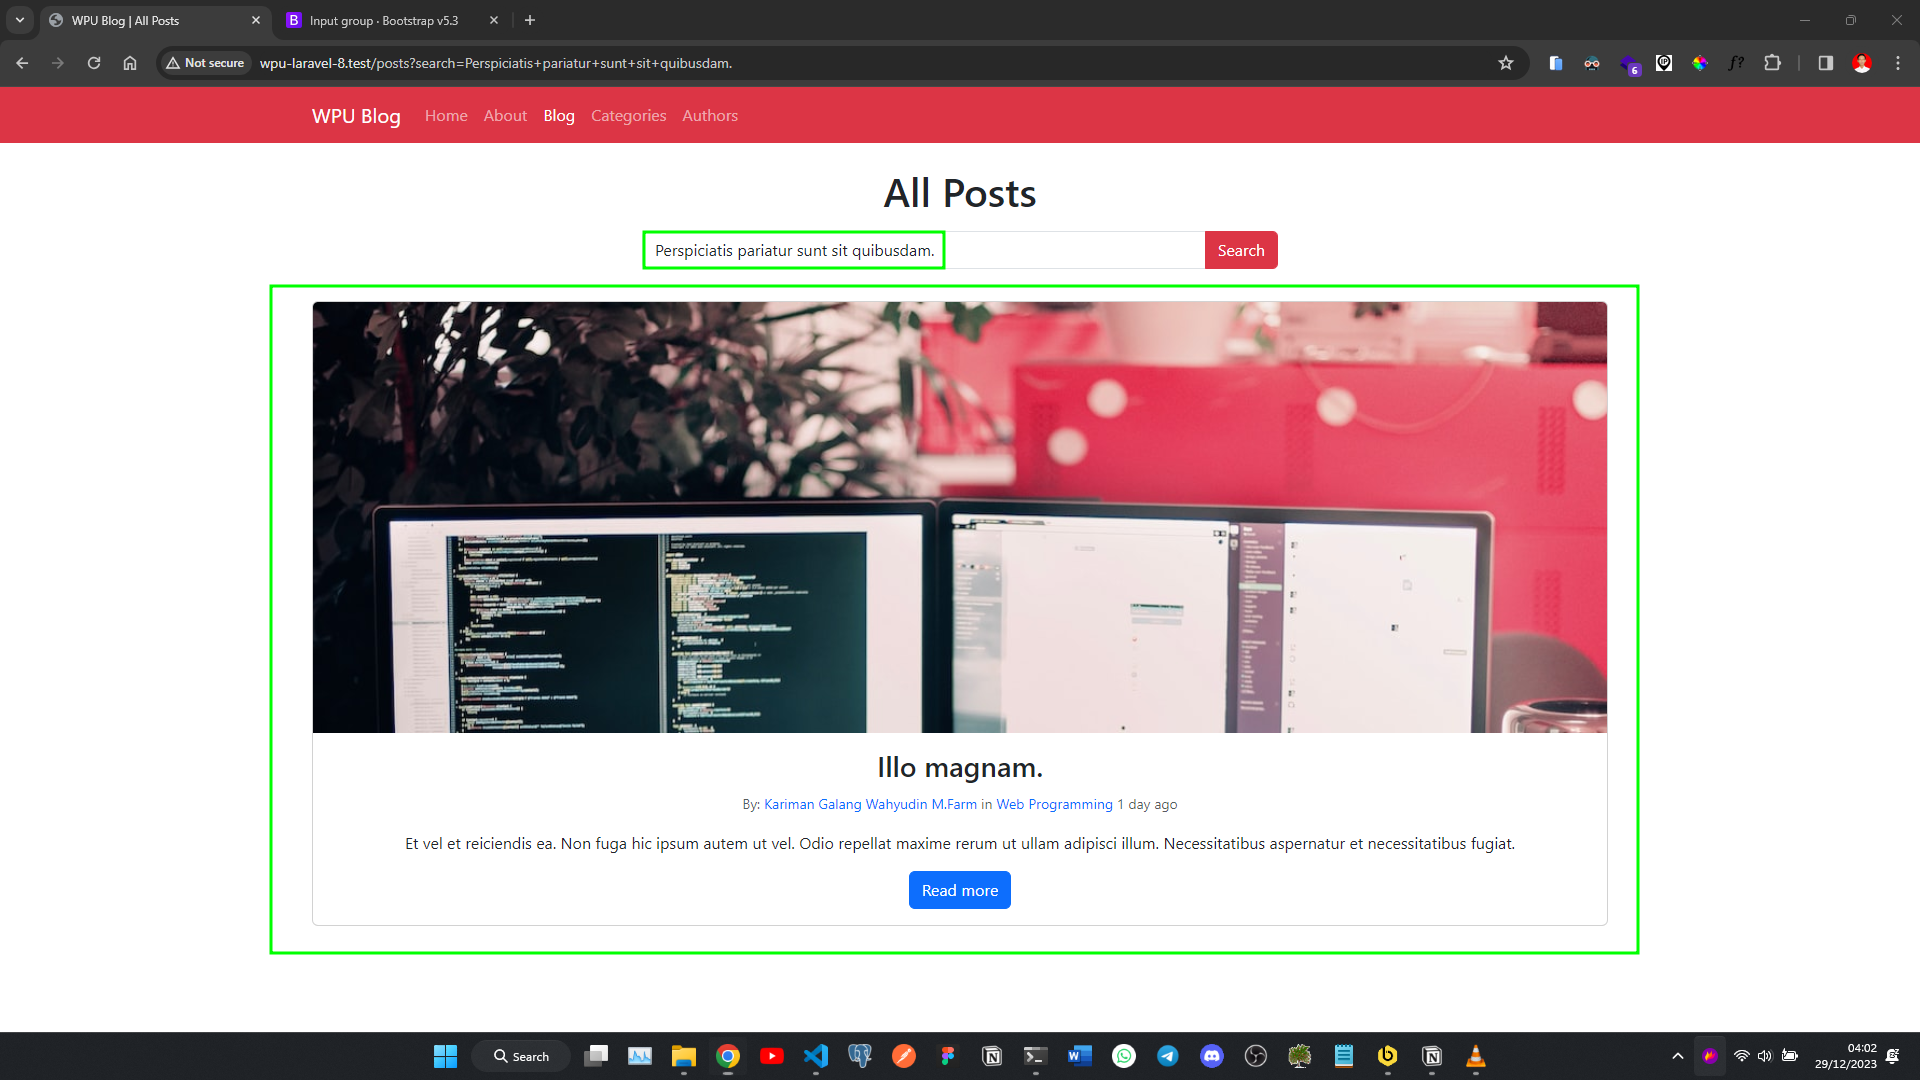 WPU Blog | All Posts
Input group · Bootstrap v5.3
Not secure
wpu-laravel-8.test/posts?search=Perspiciatis+pariatur+sunt+sit+quibusdam.
f?
6
WPU Blog
Home
About
Blog
Categories
Authors
All Posts
Perspiciatis pariatur sunt sit quibusdam.
Search
Illo magnam.
By: Kariman Galang Wahyudin M.Farm in Web Programming 1 day ago
Et vel et reiciendis ea. Non fuga hic ipsum autem ut vel. Odio repellat maxime rerum ut ullam adipisci illum. Necessitatibus aspernatur et necessitatibus fugiat.
Read more
Search
04:02
29/12/2023